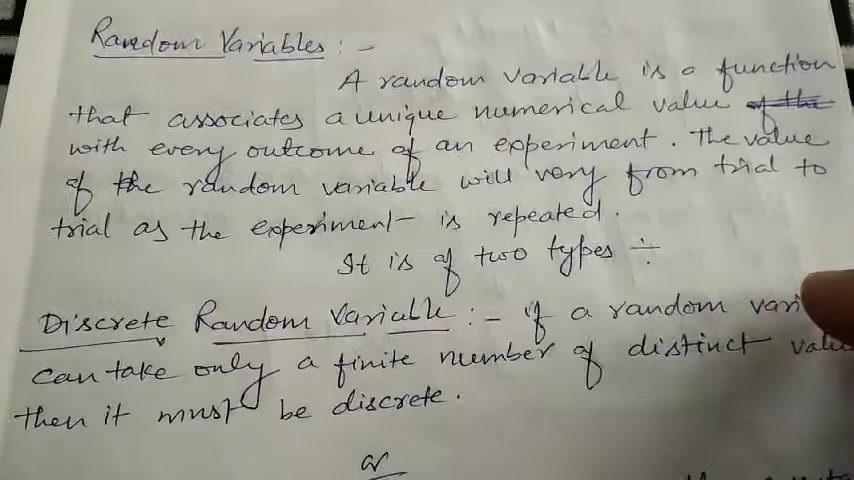 Random Variables : -
A random variable is a function
that associates a unique numerical value of the
with every outcome of an experiment. The value
of the random variable will vary from trial to
trial as the experiment is repeated.
It is of two types ÷
Discrete Random Variable : - if a random vari
can take only a finite number of distinct valu
then it must be discrete.
or